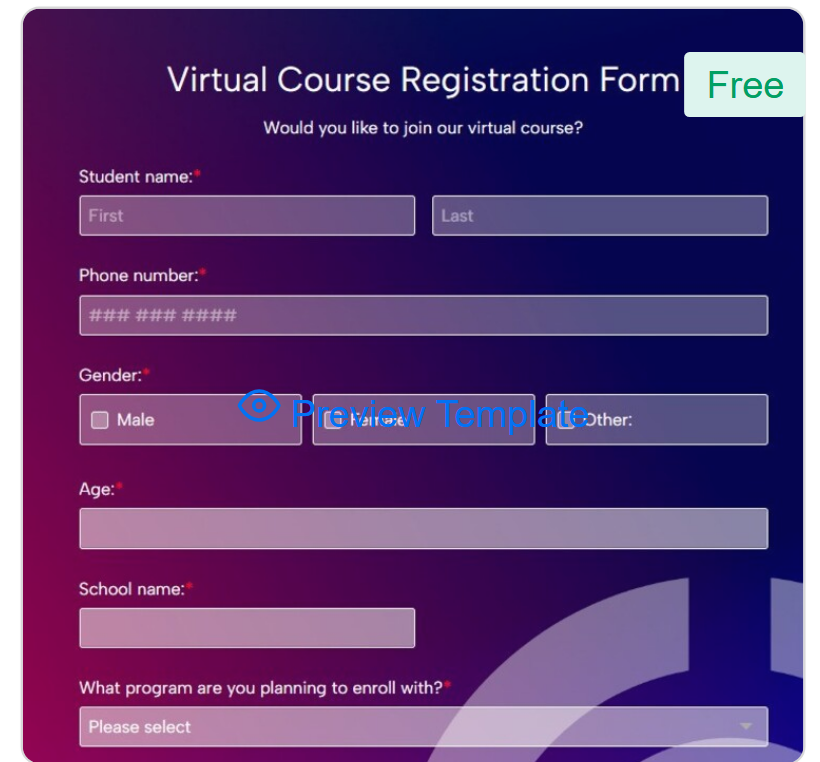 Virtual Course Registration Form
Free
Would you like to join our virtual course?
Student name:*
First Last
Phone number:*
### ### ####
Gender:*
Male Female Other:
Preview Template
Age:*
School name:*
What program are you planning to enroll with?*
Please select